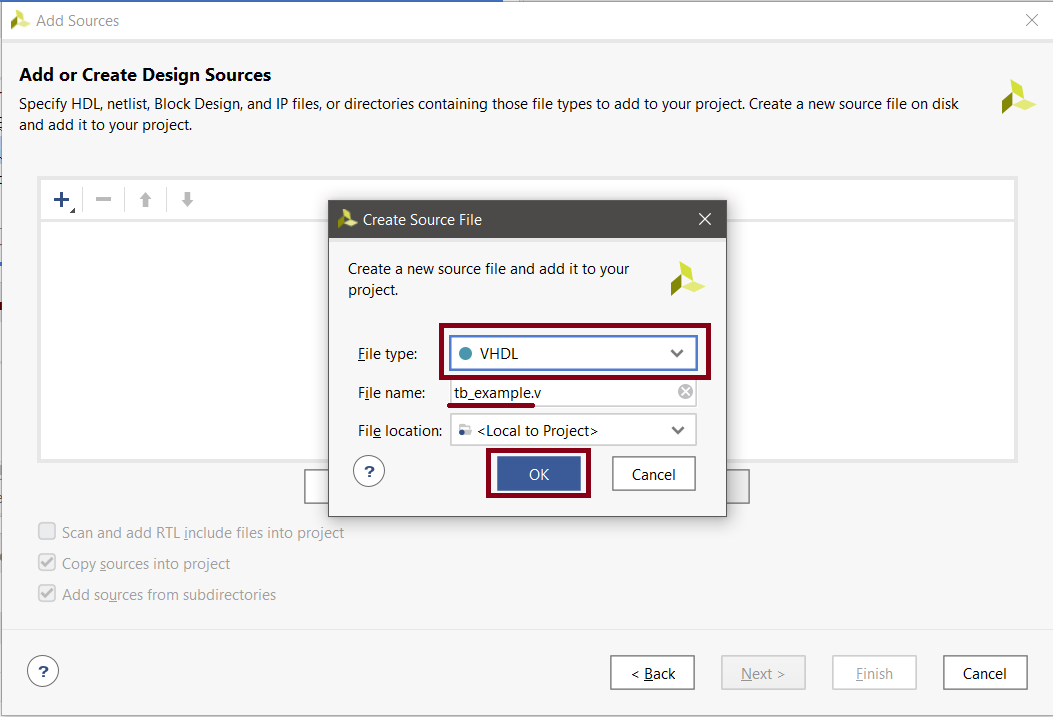 Add Sources
Add or Create Design Sources
Specify HDL, netlist, Block Design, and IP files, or directories containing those file types to add to your project. Create a new source file on disk
and add it to your project.
Create Source File
Create a new source file and add it to your
project.
File type: VHDL
File name: tb_example.v
File location: <Local to Project>
? OK Cancel
Scan and add RTL include files into project
Copy sources into project
Add sources from subdirectories
? < Back Next > Finish Cancel